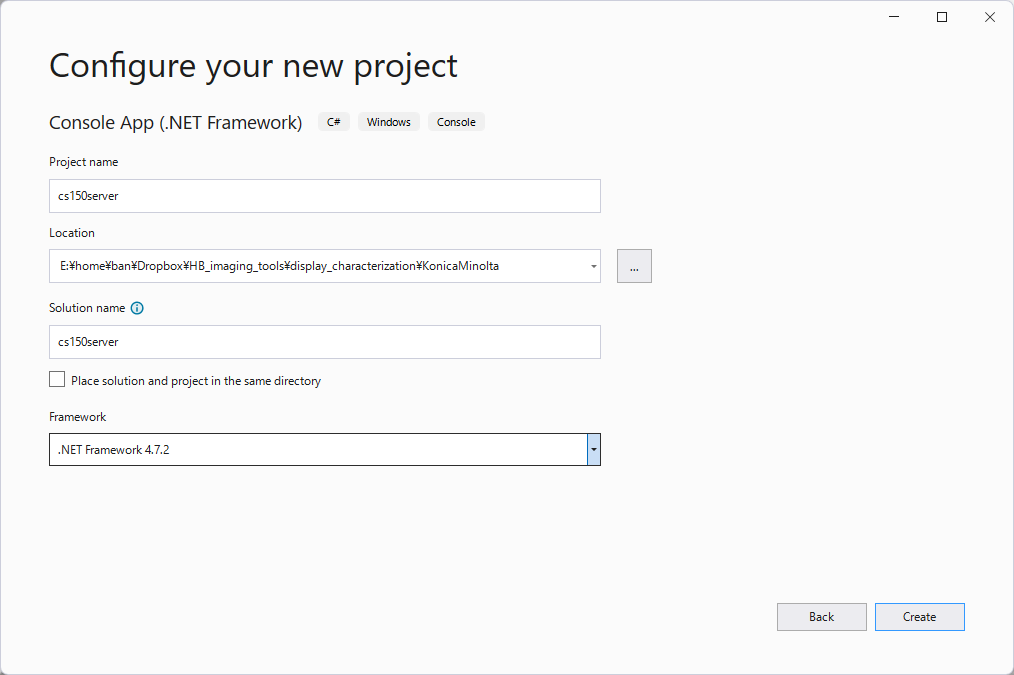 Configure your new project
Console App (.NET Framework) C# Windows Console
Project name
cs150server
Location
E:¥home¥ban¥Dropbox¥HB_imaging_tools¥display_characterization¥KonicaMinolta
...
Solution name
cs150server
Place solution and project in the same directory
Framework
.NET Framework 4.7.2
Back Create